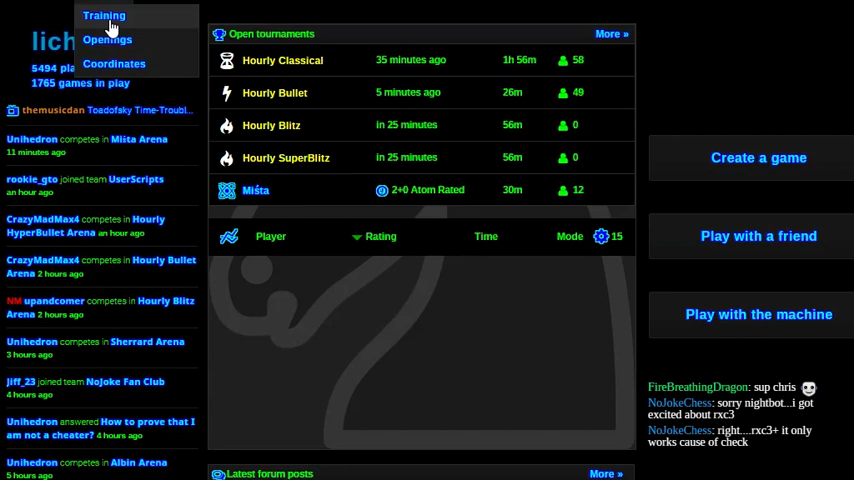 Training
Openings
Coordinates
lich
5494 pla
1765 games in play
themusicdan Toadofsky Time-Troubl...
Unihedron competes in Miśta Arena
11 minutes ago
rookie_gto joined team UserScripts
an hour ago
CrazyMadMax4 competes in Hourly
HyperBullet Arena an hour ago
CrazyMadMax4 competes in Hourly Bullet
Arena 2 hours ago
NM upandcomer competes in Hourly Blitz
Arena 2 hours ago
Unihedron competes in Sherrard Arena
3 hours ago
Jiff_23 joined team NoJoke Fan Club
4 hours ago
Unihedron answered How to prove that I
am not a cheater? 4 hours ago
Unihedron competes in Albin Arena
5 hours ago
Open tournaments More »
Hourly Classical 35 minutes ago 1h 56m 58
Hourly Bullet 5 minutes ago 26m 49
Hourly Blitz in 25 minutes 56m 0
Hourly SuperBlitz in 25 minutes 56m 0
Miśta 2+0 Atom Rated 30m 12
Player Rating Time Mode 15
Latest forum posts More »
Create a game
Play with a friend
Play with the machine
FireBreathingDragon: sup chris
NoJokeChess: sorry nightbot...i got
excited about rxc3
NoJokeChess: right....rxc3+ it only
works cause of check